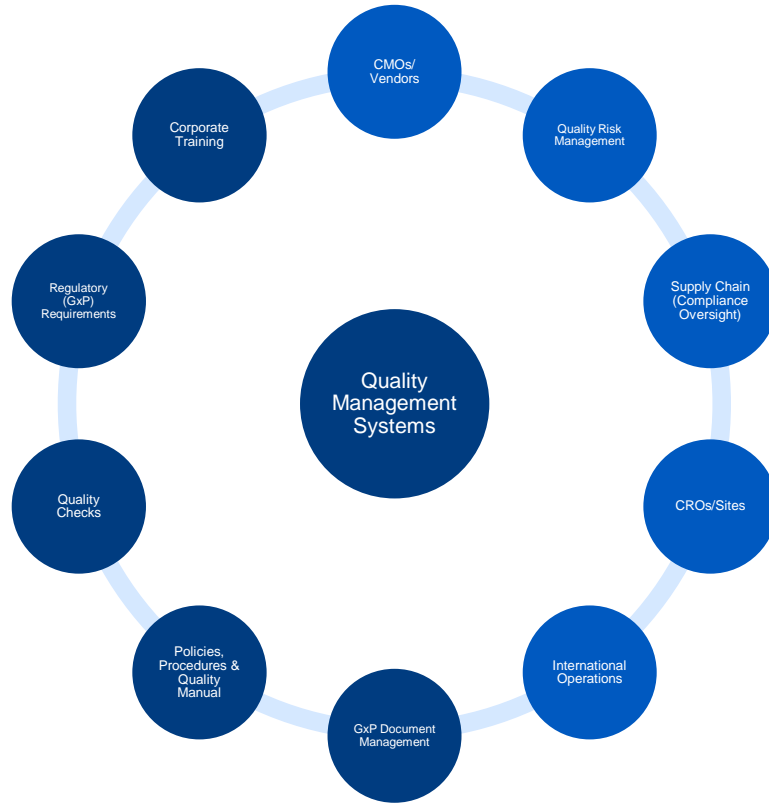 CMOs/
Vendors
Quality Risk
Management
Supply Chain
(Compliance
Oversight)
CROs/Sites
International
Operations
GxP Document
Management
Policies,
Procedures &
Quality
Manual
Quality
Checks
Regulatory
(GxP)
Requirements
Corporate
Training
Quality
Management
Systems